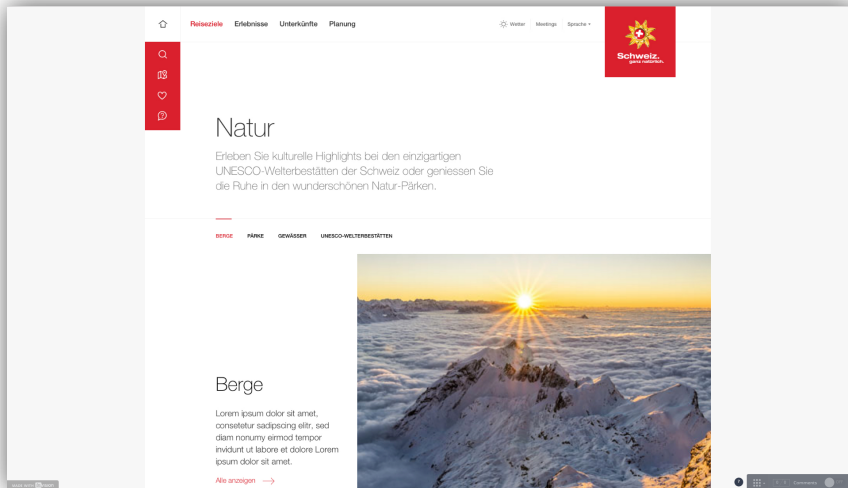 Reiseziele Erlebnisse Unterkünfte Planung
Wetter Meetings Sprache
Schweiz.
ganz natürlich.
Natur
Erleben Sie kulturelle Highlights bei den einzigartigen
UNESCO-Welterbestätten der Schweiz oder geniessen Sie
die Ruhe in den wunderschönen Natur-Pärken.
BERGE PÄRKE GEWÄSSER UNESCO-WELTERBESTÄTTEN
Berge
Lorem ipsum dolor sit amet,
consetetur sadipscing elitr, sed
diam nonumy eirmod tempor
invidunt ut labore et dolore Lorem
ipsum dolor sit amet.
Alle anzeigen
Comments